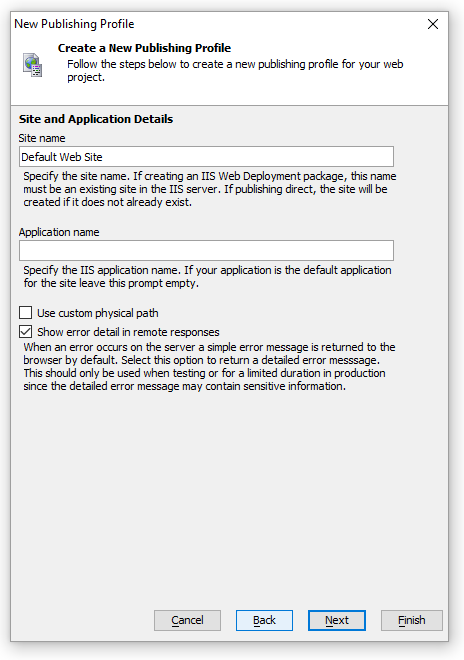 New Publishing Profile
Create a New Publishing Profile
Follow the steps below to create a new publishing profile for your web
project.
Site and Application Details
Site name
Default Web Site
Specify the site name. If creating an IIS Web Deployment package, this name
must be an existing site in the IIS server. If publishing direct, the site will be
created if it does not already exist.
Application name
Specify the IIS application name. If your application is the default application
for the site leave this prompt empty.
Use custom physical path
Show error detail in remote responses
When an error occurs on the server a simple error message is returned to the
browser by default. Select this option to return a detailed error messsage.
This should only be used when testing or for a limited duration in production
since the detailed error message may contain sensitive information.
Cancel Back Next Finish